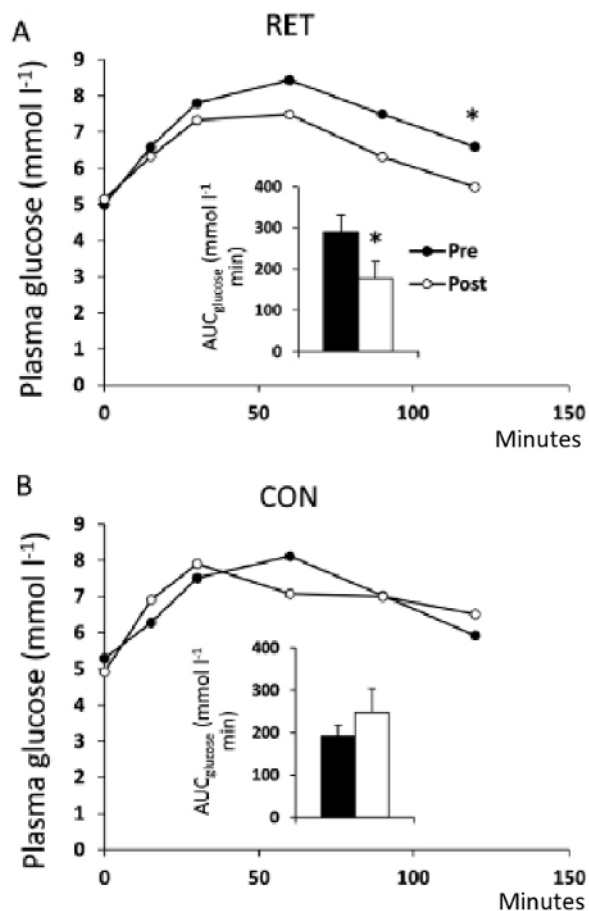 A
RET
Plasma glucose (mmol l-1)
9
8
7
6
5
4
3
2
1
0
0
50
100
150
Minutes
*
AUCglucose (mmol l-1
min)
400
300
200
100
0
*
Pre
Post
B
CON
Plasma glucose (mmol l-1)
9
8
7
6
5
4
3
2
1
0
0
50
100
150
Minutes
AUCglucose (mmol l-1
min)
400
300
200
100
0